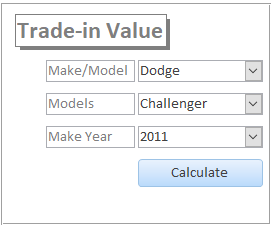 Trade-in Value
Make/Model Dodge
Models Challenger
Make Year 2011
Calculate